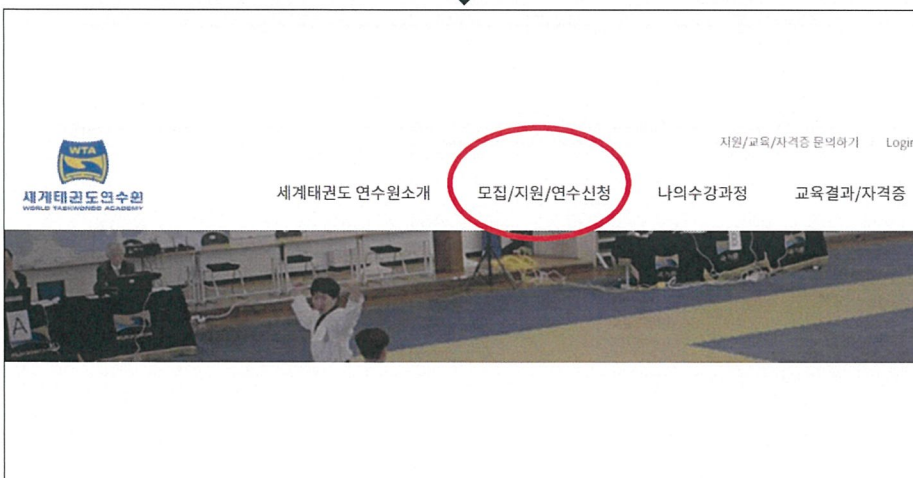 지원/교육/자격증 문의하기 Login
WTA
세계태권도연수원
WORLD TAEKWONDO ACADEMY
세계태권도 연수원소개 모집/지원/연수신청 나의수강과정 교육결과/자격증
A